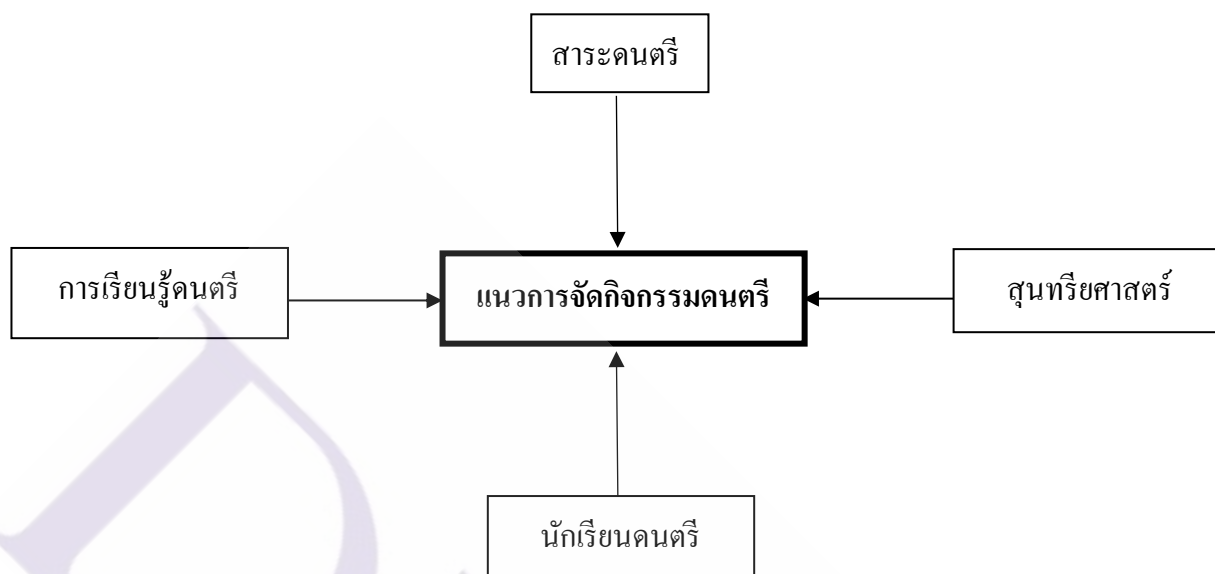 สาระดนตรี
การเรียนรู้ดนตรี
แนวการจัดกิจกรรมดนตรี
สุนทรียศาสตร์
นักเรียนดนตรี